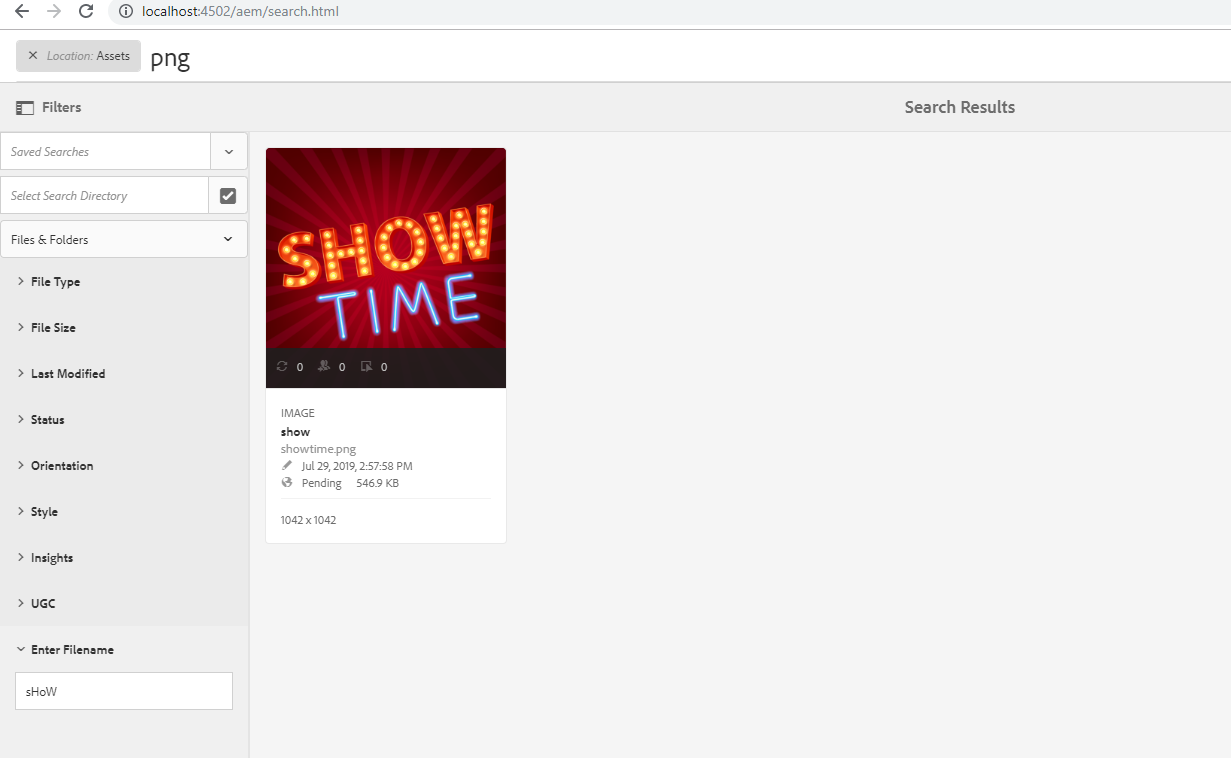 localhost:4502/aem/search.html
Location: Assets png
Filters
Search Results
Saved Searches
Select Search Directory
Files & Folders
File Type
File Size
Last Modified
Status
Orientation
Style
Insights
UGC
Enter Filename
sHoW
SHOW
TIME
0 0 0
IMAGE
show
showtime.png
Jul 29, 2019, 2:57:58 PM
Pending 546.9 KB
1042 x 1042